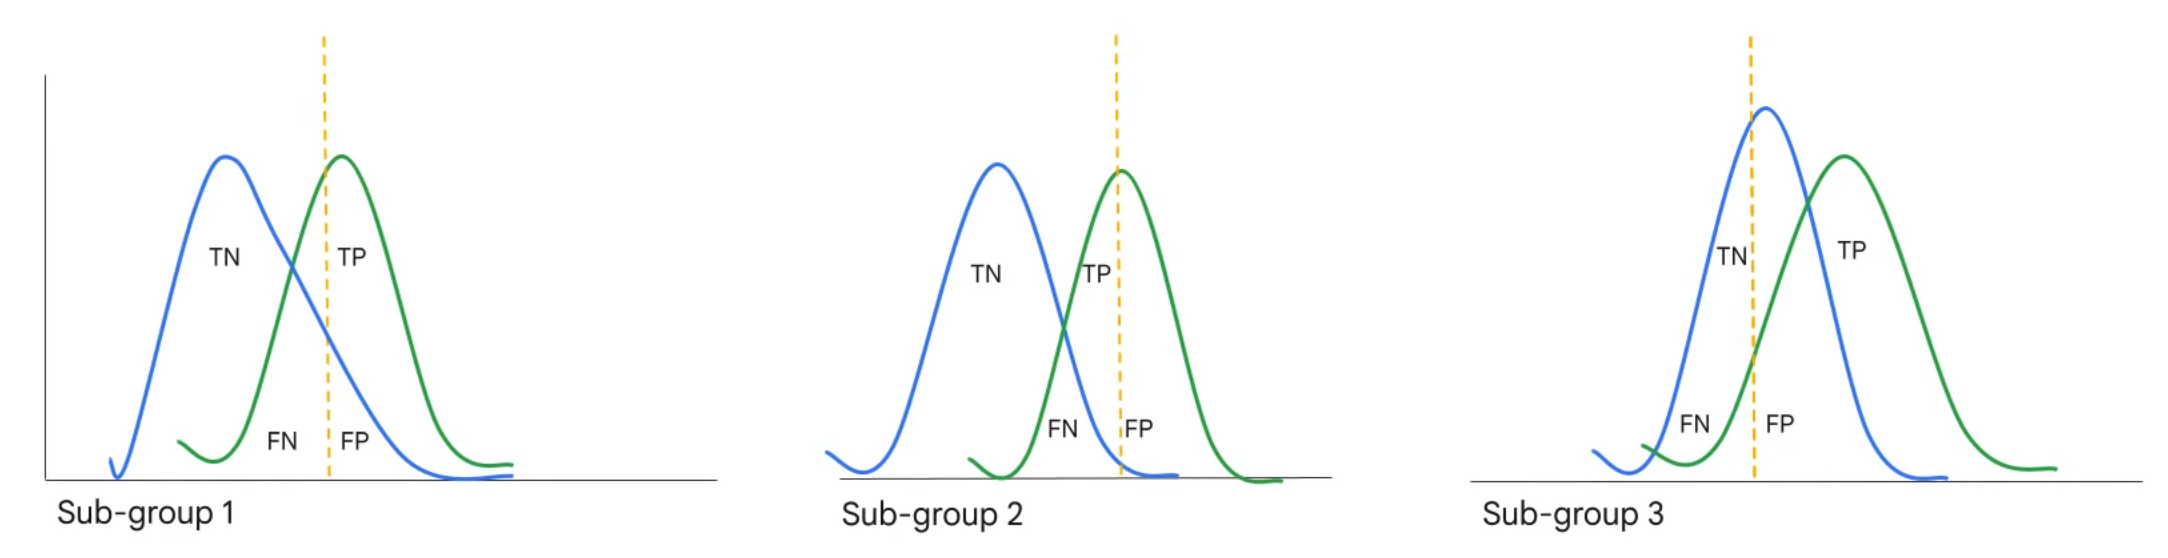 TN TP
FN FP
Sub-group 1
TN TP
FN FP
Sub-group 2
TN TP
FN FP
Sub-group 3